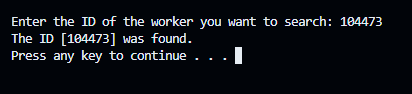 Enter the ID of the worker you want to search: 104473
The ID [104473] was found.
Press any key to continue . . .